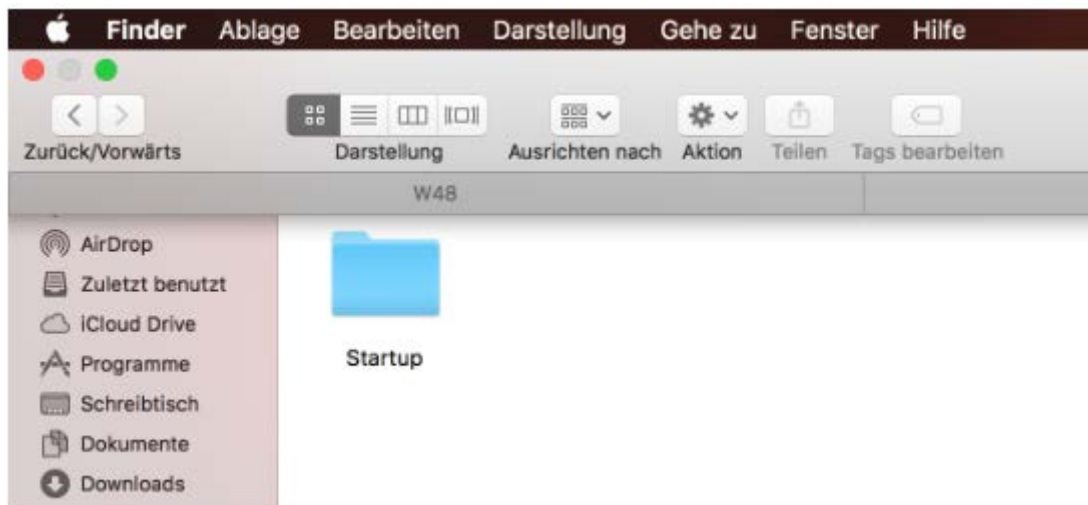 Finder Ablage Bearbeiten Darstellung Gehe zu Fenster Hilfe
Zurück/Vorwärts Darstellung Ausrichten nach Aktion Teilen Tags bearbeiten
W48
AirDrop
Zuletzt benutzt
iCloud Drive
Programme
Schreibtisch
Dokumente
Downloads
Startup